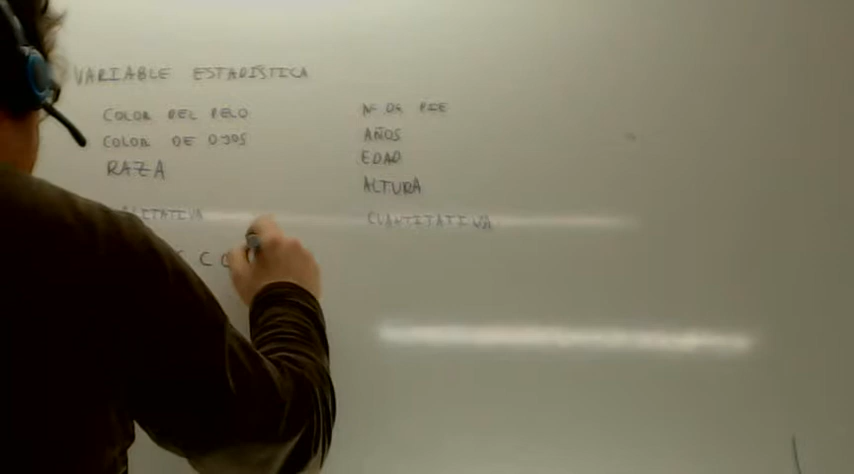 VARIABLE ESTADISTICA
COLOR DEL PELO
COLOR DE OJOS
RAZA
Nº DE PIE
AÑOS
EDAD
ALTURA
CUANTITATIVA